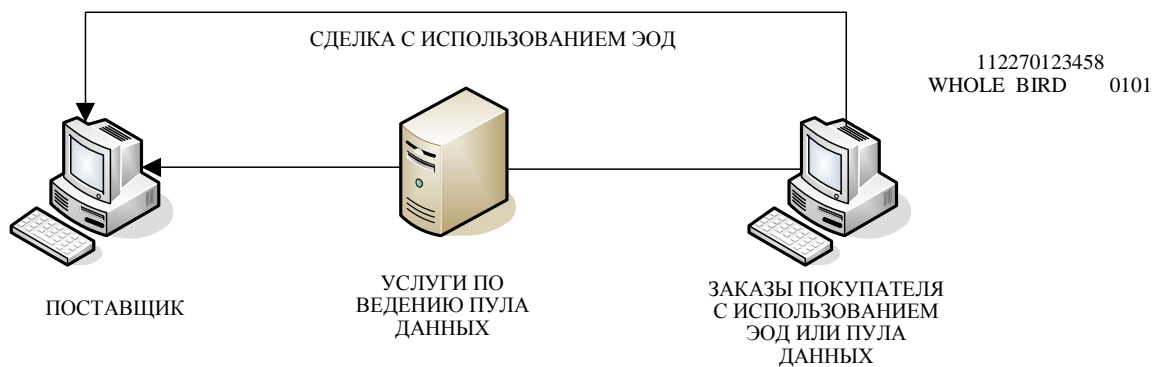 СДЕЛКА С ИСПОЛЬЗОВАНИЕМ ЭОД
112270123458
WHOLE BIRD 0101
ПОСТАВЩИК
УСЛУГИ ПО
ВЕДЕНИЮ ПУЛА
ДАННЫХ
ЗАКАЗЫ ПОКУПАТЕЛЯ
С ИСПОЛЬЗОВАНИЕМ
ЭОД ИЛИ ПУЛА
ДАННЫХ